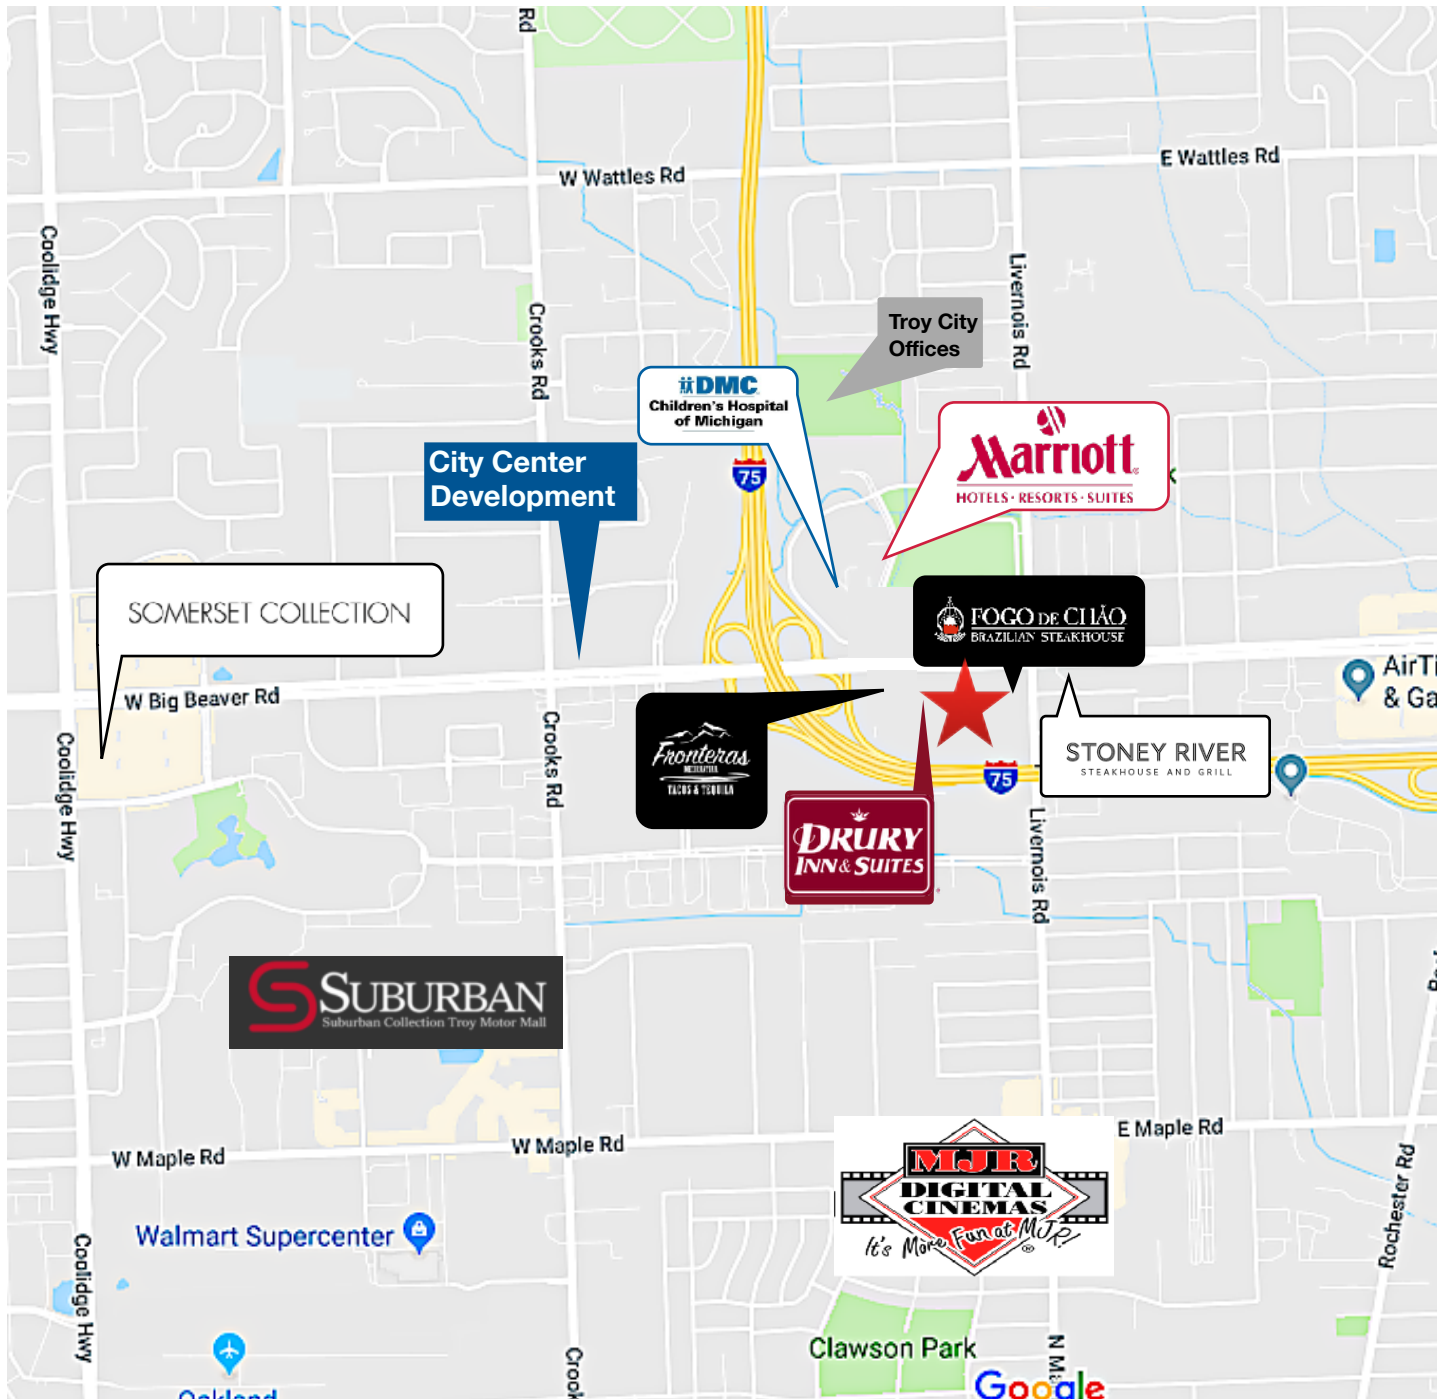 Rd
W Wattles Rd
E Wattles Rd
Coolidge Hwy
Crooks Rd
Livernois Rd
Troy City
Offices
DMC
Children's Hospital
of Michigan
Marriott
HOTELS · RESORTS · SUITES
City Center
Development
75
SOMERSET COLLECTION
FOGO DE CHÃO
BRAZILIAN STEAKHOUSE
W Big Beaver Rd
AirTi
& Ga
Fronteras
TACOS & TEQUILA
Coolidge Hwy
Crooks Rd
75
STONEY RIVER
STEAKHOUSE AND GRILL
DRURY
INN & SUITES
Livernois Rd
SUBURBAN
Suburban Collection Troy Motor Mall
W Maple Rd
W Maple Rd
E Maple Rd
MJR
DIGITAL
CINEMAS
It's More Fun at MJR!
®
Rochester Rd
Walmart Supercenter
Coolidge Hwy
Clawson Park
Crook
N Ma
Oakland
Google